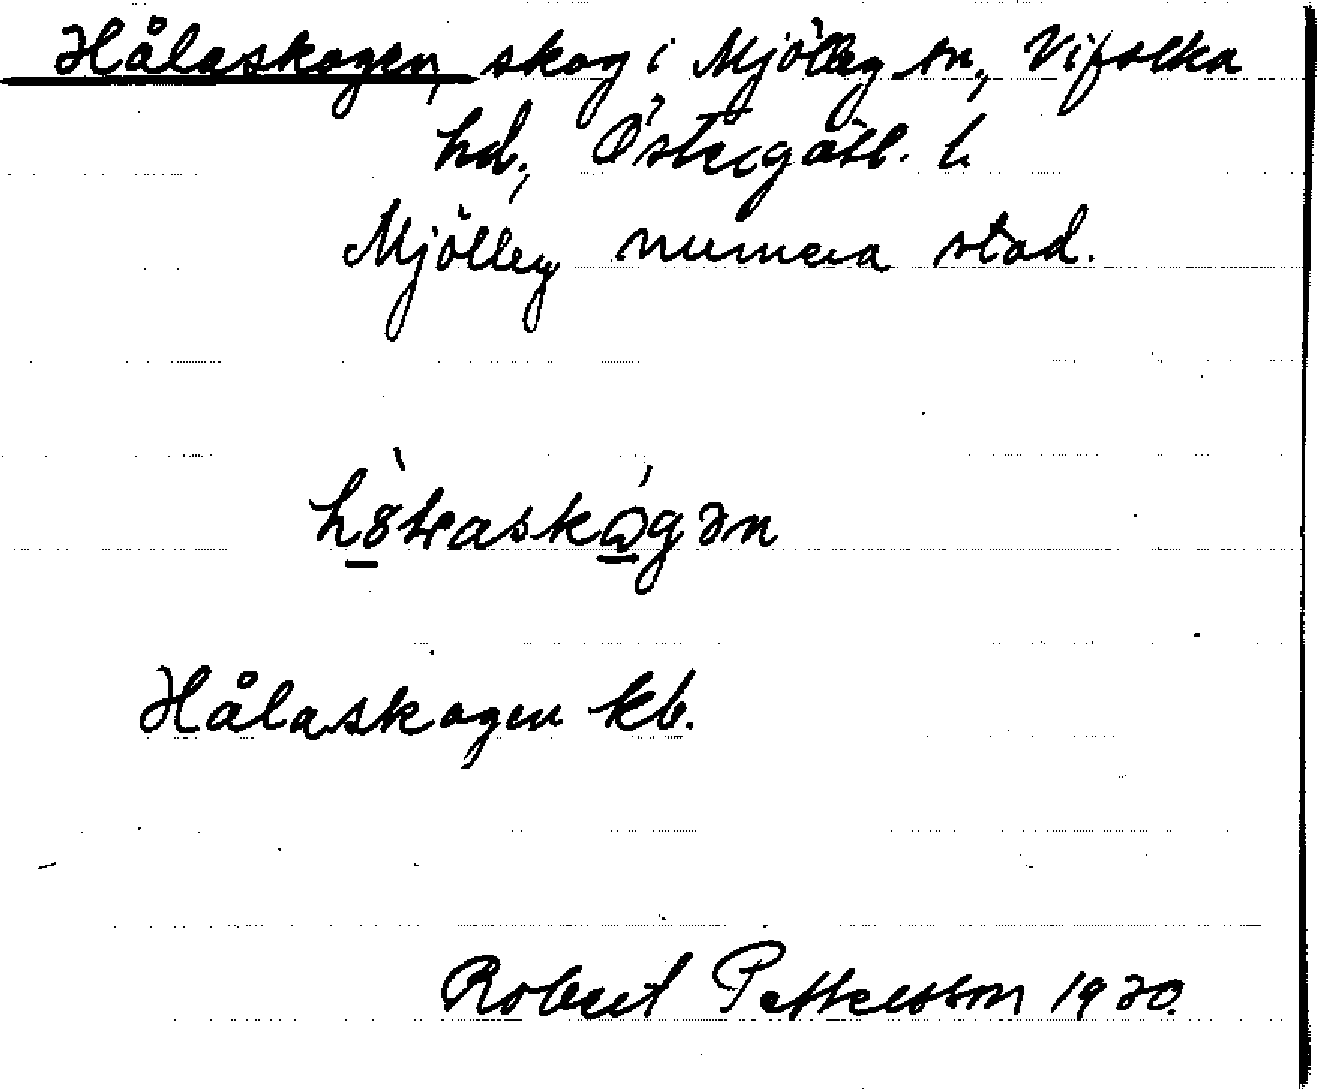 Hålaskogen, skog i Mjölby sn, Vifolka
hd, Östergötl. l.
Mjölby numera stad.
Hålaskogen kb.
Robert Pettersson 1930.